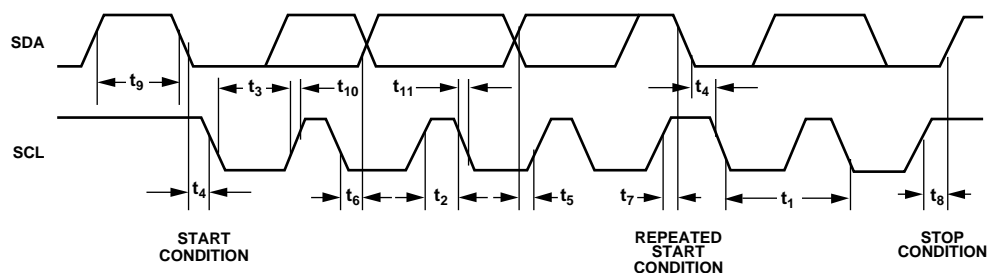 SDA
t9
t3
t10
t11
t4
SCL
t4
t6
t2
t5
t7
t1
t8
START
CONDITION
REPEATED
START
CONDITION
STOP
CONDITION